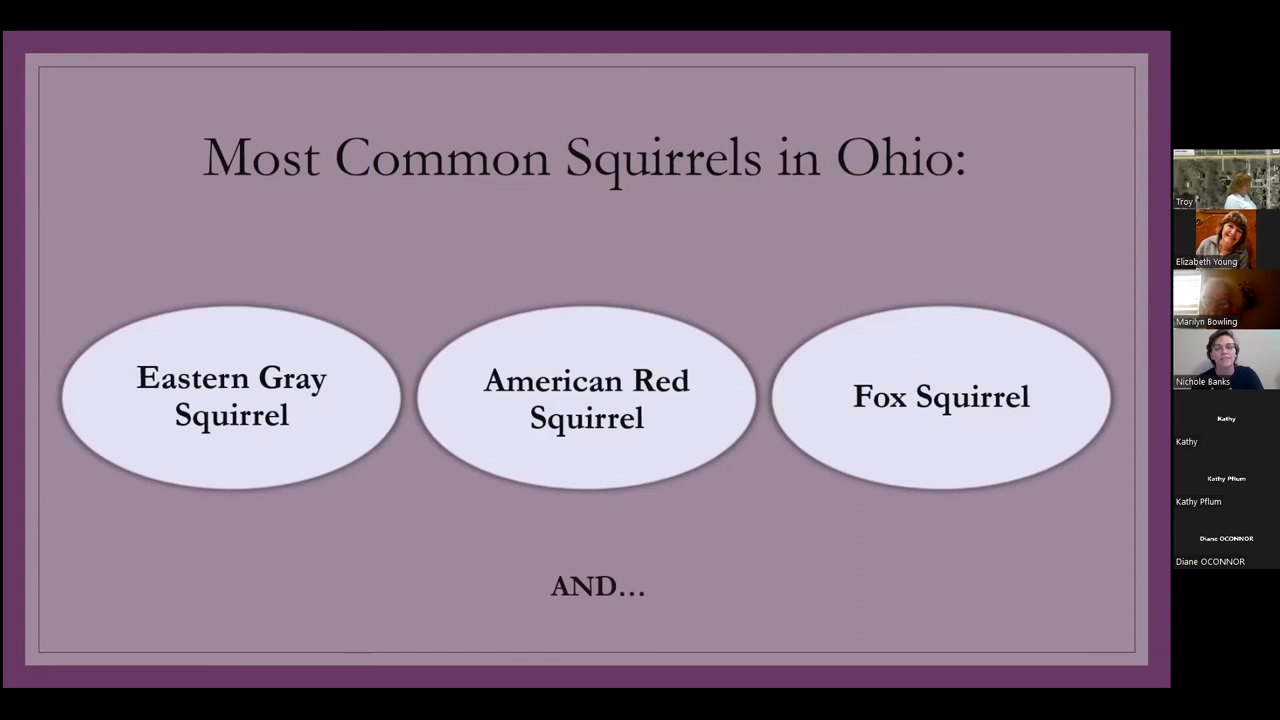 Most Common Squirrels in Ohio:
Eastern Gray
Squirrel
American Red
Squirrel
Fox Squirrel
AND...
Troy
Elizabeth Young
Marilyn Bowling
Nichole Banks
Kathy
Kathy
Kathy Pflum
Kathy Pflum
Diane OCONNOR
Diane OCONNOR